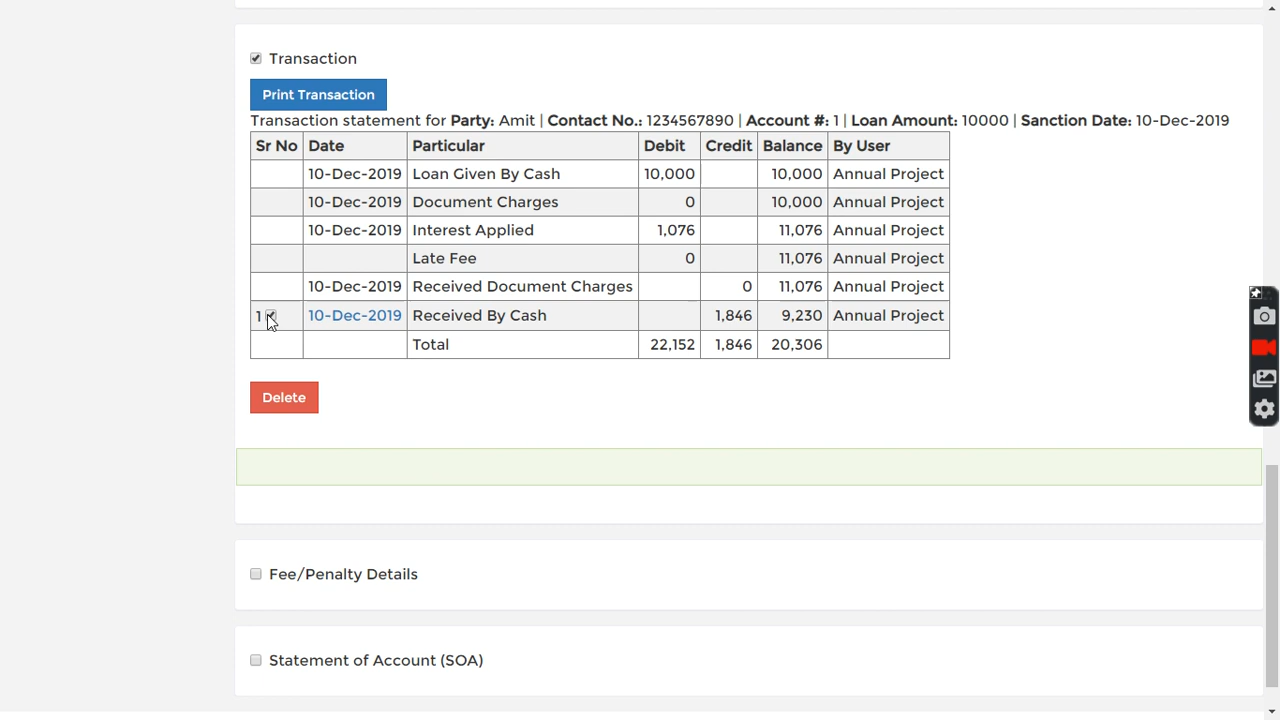 Transaction
Print Transaction
Transaction statement for Party: Amit | Contact No.: 1234567890 | Account #: 1 | Loan Amount: 10000 | Sanction Date: 10-Dec-2019
Sr No Date Particular Debit Credit Balance By User
10-Dec-2019 Loan Given By Cash 10,000 10,000 Annual Project
10-Dec-2019 Document Charges 0 10,000 Annual Project
10-Dec-2019 Interest Applied 1,076 11,076 Annual Project
Late Fee 0 11,076 Annual Project
10-Dec-2019 Received Document Charges 0 11,076 Annual Project
1 10-Dec-2019 Received By Cash 1,846 9,230 Annual Project
Total 22,152 1,846 20,306
Delete
Fee/Penalty Details
Statement of Account (SOA)